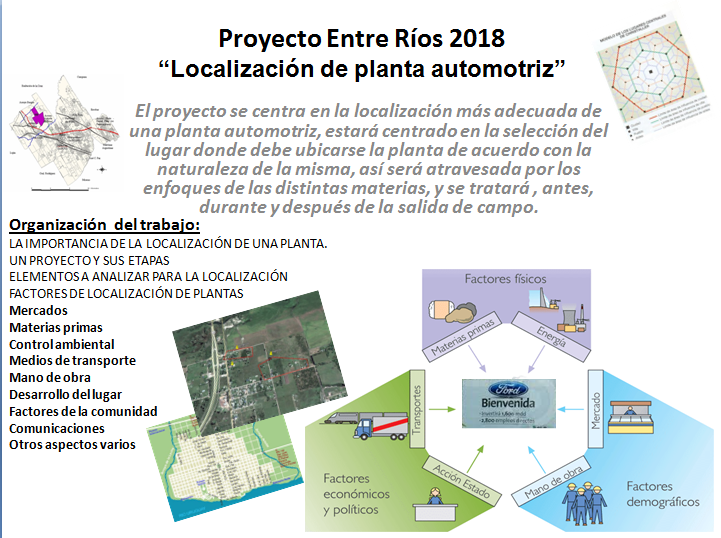 Proyecto Entre Ríos 2018
“Localización de planta automotriz”
El proyecto se centra en la localización más adecuada de
una planta automotriz, estará centrado en la selección del
lugar donde debe ubicarse la planta de acuerdo con la
naturaleza de la misma, así será atravesada por los
enfoques de las distintas materias, y se tratará , antes,
durante y después de la salida de campo.
Organización del trabajo:
LA IMPORTANCIA DE LA LOCALIZACIÓN DE UNA PLANTA.
UN PROYECTO Y SUS ETAPAS
ELEMENTOS A ANALIZAR PARA LA LOCALIZACIÓN
FACTORES DE LOCALIZACIÓN DE PLANTAS
Mercados
Materias primas
Control ambiental
Medios de transporte
Mano de obra
Desarrollo del lugar
Factores de la comunidad
Comunicaciones
Otros aspectos varios
Factores físicos
Materias primas
Energía
Transportes
Ford
Bienvenida
Mercado
Acción Estado
Mano de obra
Factores
económicos
y políticos
Factores
demográficos